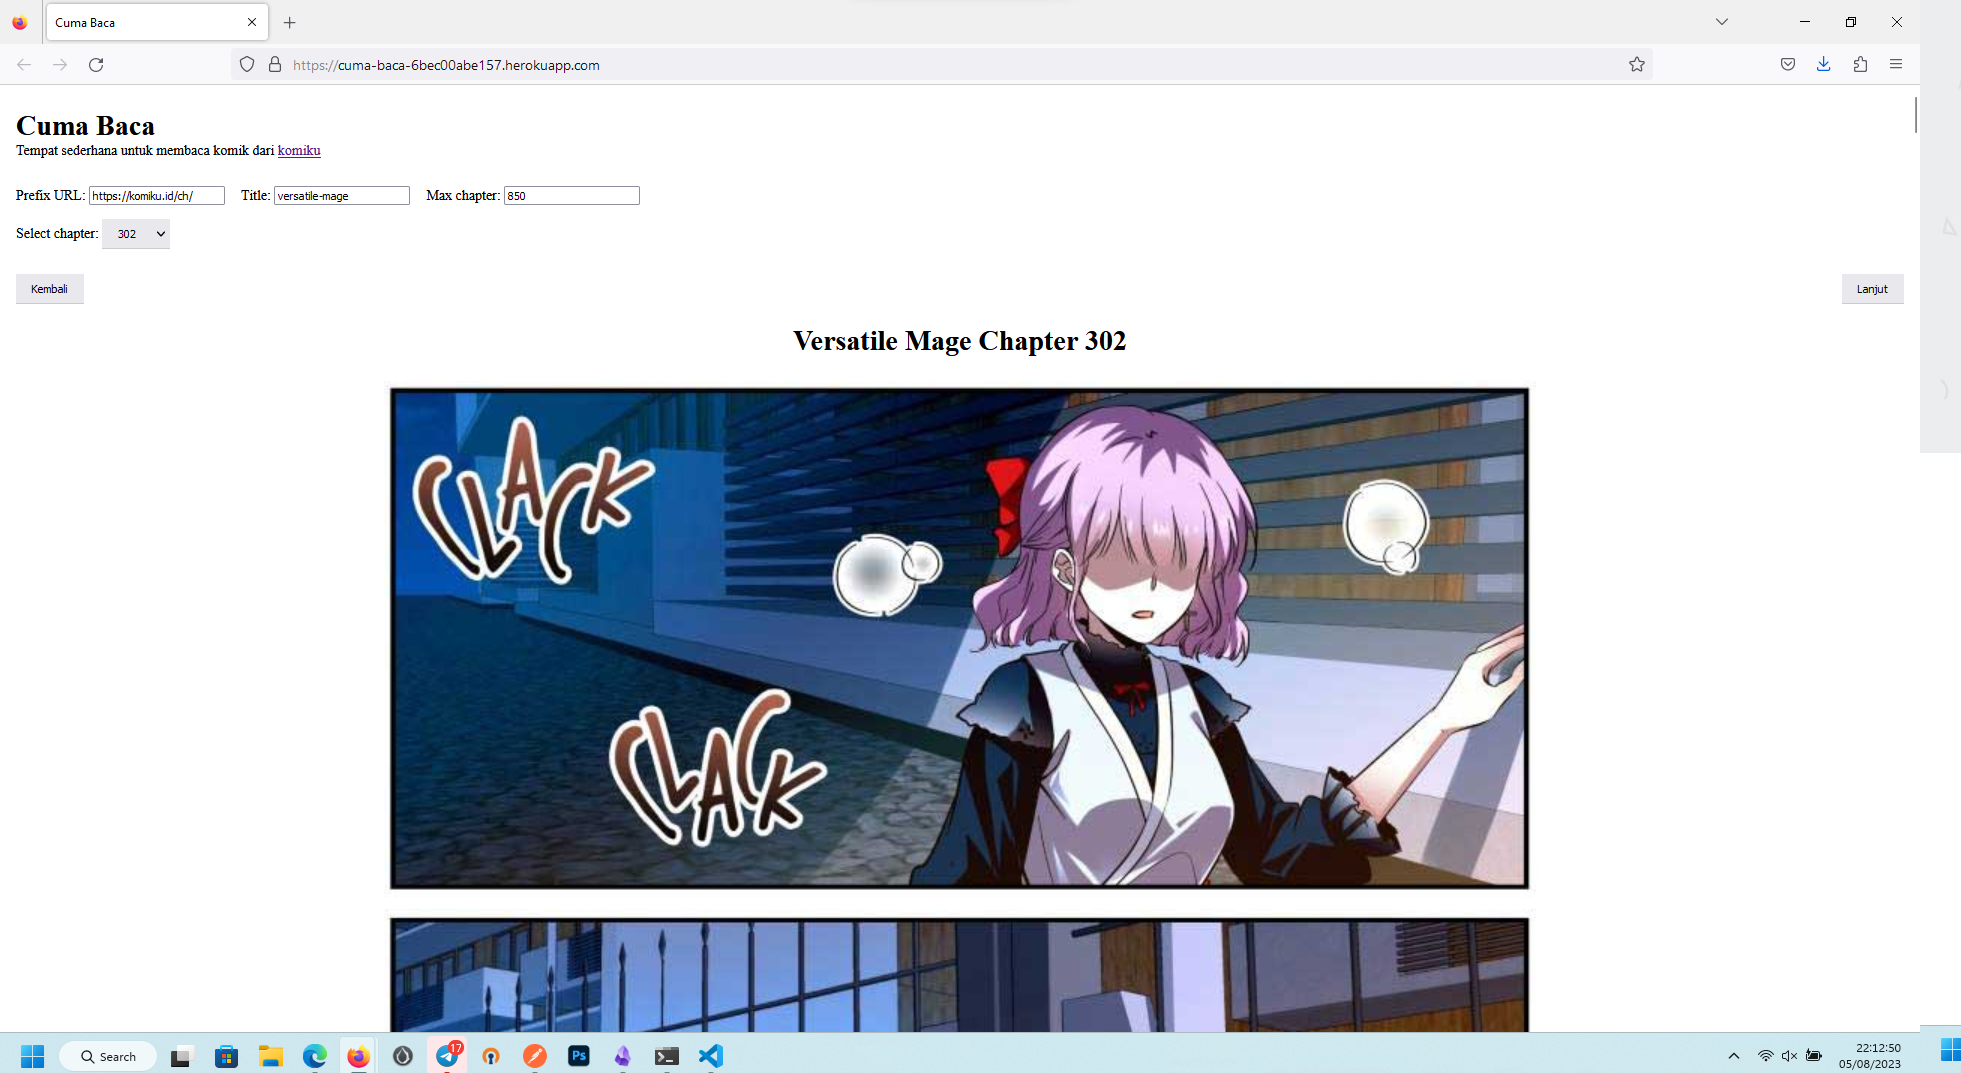 Cuma Baca
https://cuma-baca-6bec00abe157.herokuapp.com
Cuma Baca
Tempat sederhana untuk membaca komik dari komiku
Prefix URL: https://komiku.id/ch/ Title: versatile-mage Max chapter: 850
Select chapter: 302
Kembali Lanjut
Versatile Mage Chapter 302
CLACK
CLACK
Search
17
Ps
22:12:50
05/08/2023